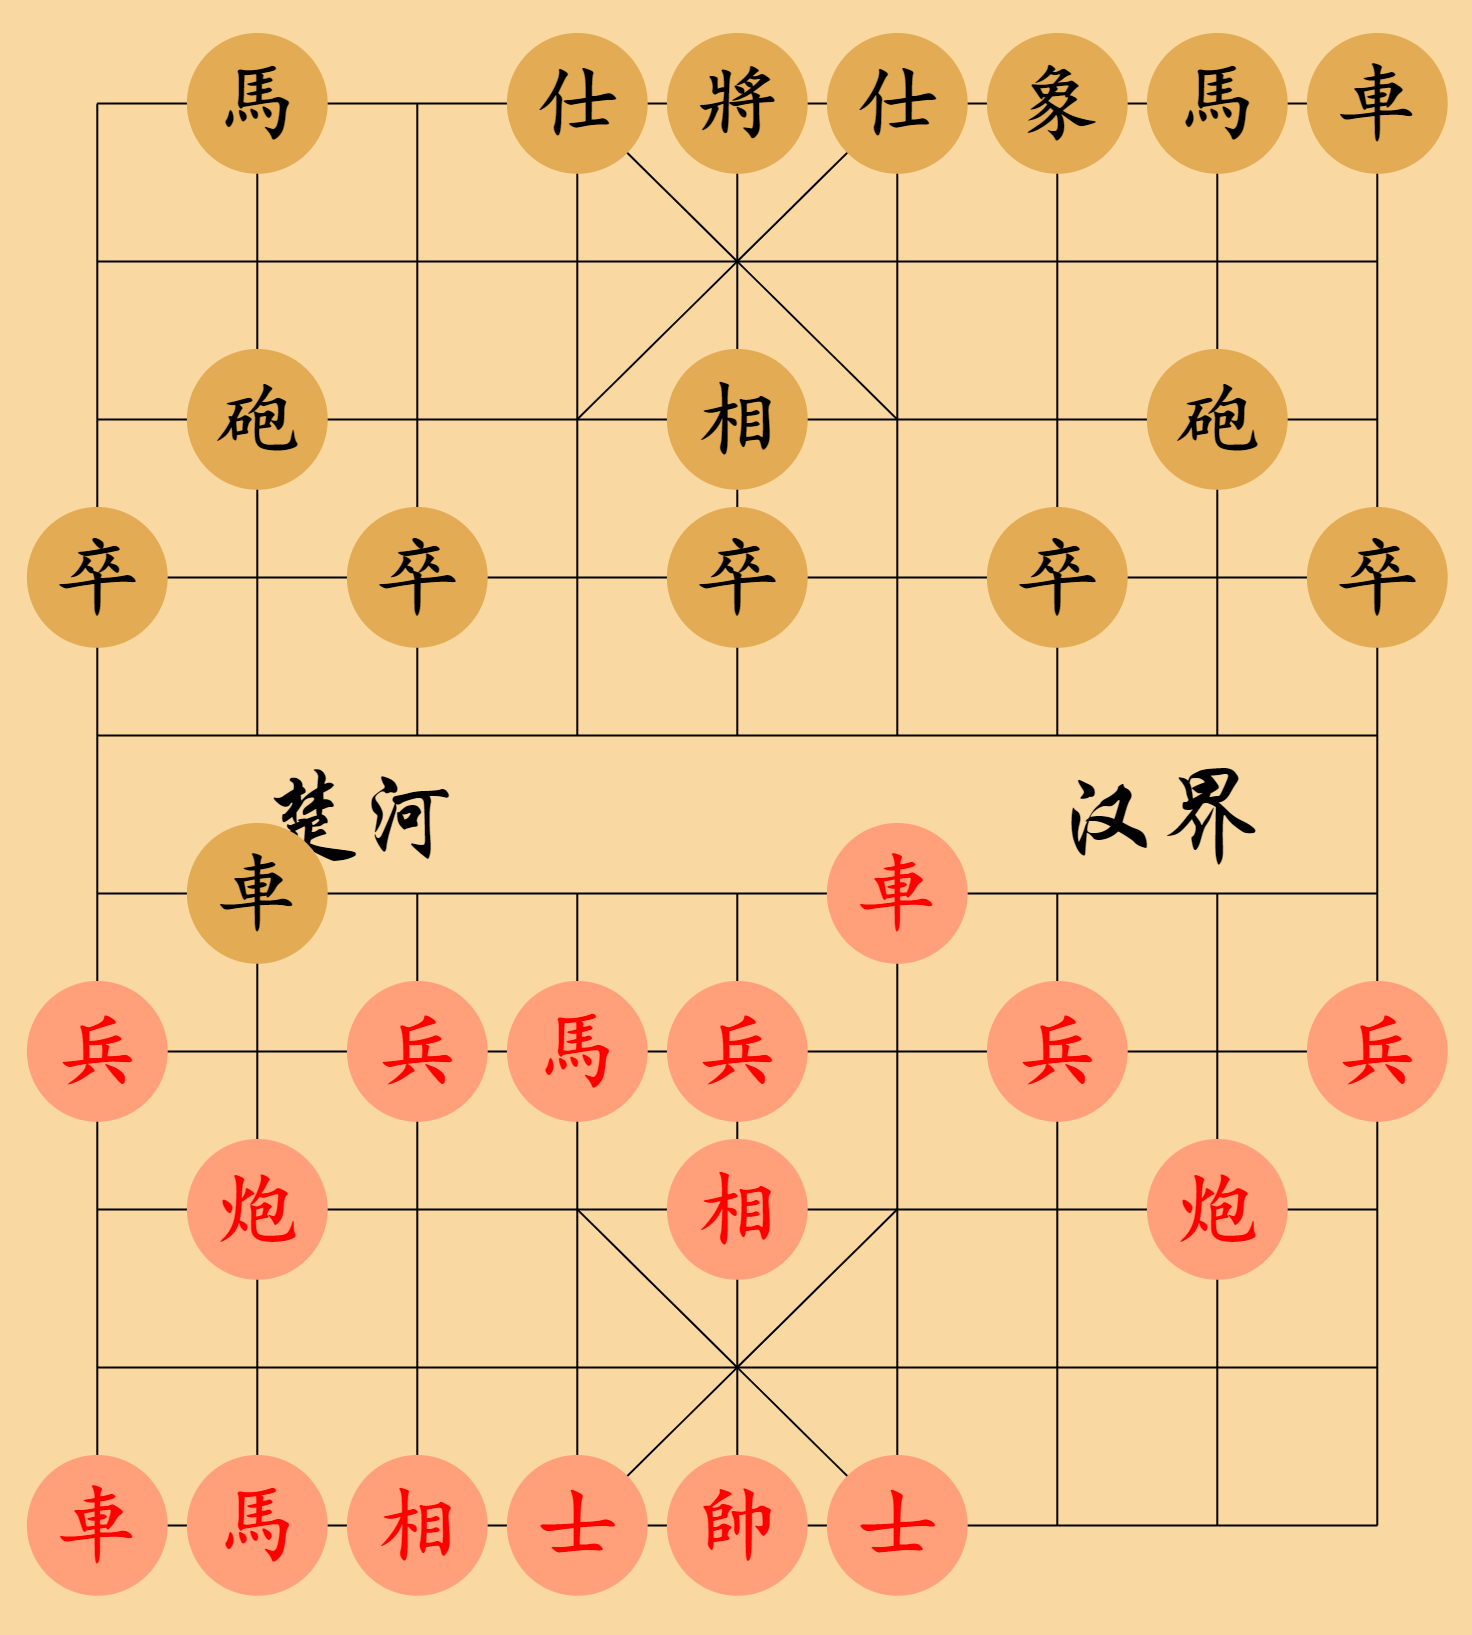 馬 仕 將 仕 象 馬 車
砲 相 砲
卒 卒 卒 卒 卒
楚河 汉界
車 車
兵 兵 馬 兵 兵 兵
炮 相 炮
車 馬 相 士 帥 士